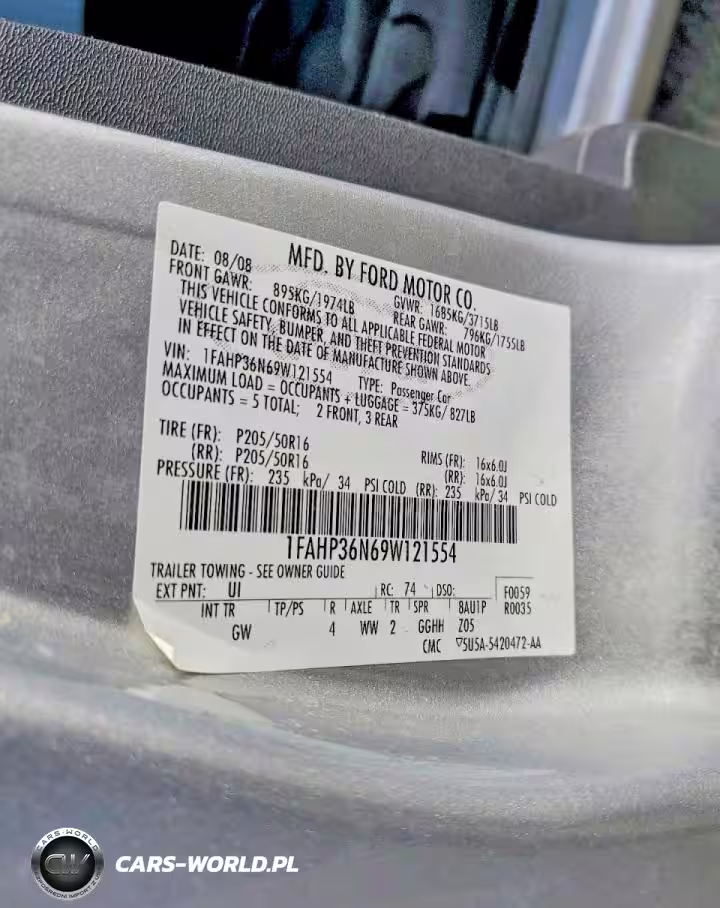 MFD. BY FORD MOTOR CO.
DATE: 08/08
GVWR: 1685KG/3715LB
FRONT GAWR: 895KG/1974LB
REAR GAWR: 796KG/1755LB
THIS VEHICLE CONFORMS TO ALL APPLICABLE FEDERAL MOTOR
VEHICLE SAFETY, BUMPER, AND THEFT PREVENTION STANDARDS
IN EFFECT ON THE DATE OF MANUFACTURE SHOWN ABOVE.
VIN: 1FAHP36N69W121554 TYPE: Passenger Car
MAXIMUM LOAD = OCCUPANTS + LUGGAGE = 375KG/ 827LB
OCCUPANTS = 5 TOTAL; 2 FRONT, 3 REAR
TIRE (FR): P205/50R16 RIMS (FR): 16x6.0J
(RR): P205/50R16 (RR): 16x6.0J
PRESSURE (FR): 235 kPa/ 34 PSI COLD (RR): 235 kPa/ 34 PSI COLD
1FAHP36N69W121554
TRAILER TOWING - SEE OWNER GUIDE
EXT PNT: UI RC: 74 DSO: F0059
INT TR TP/PS R AXLE TR SPR 8AU1P R0035
GW 4 WW 2 GGHH Z05
CMC ▽5U5A-5420472-AA
CARS-WORLD
CW
CARS-WORLD.PL